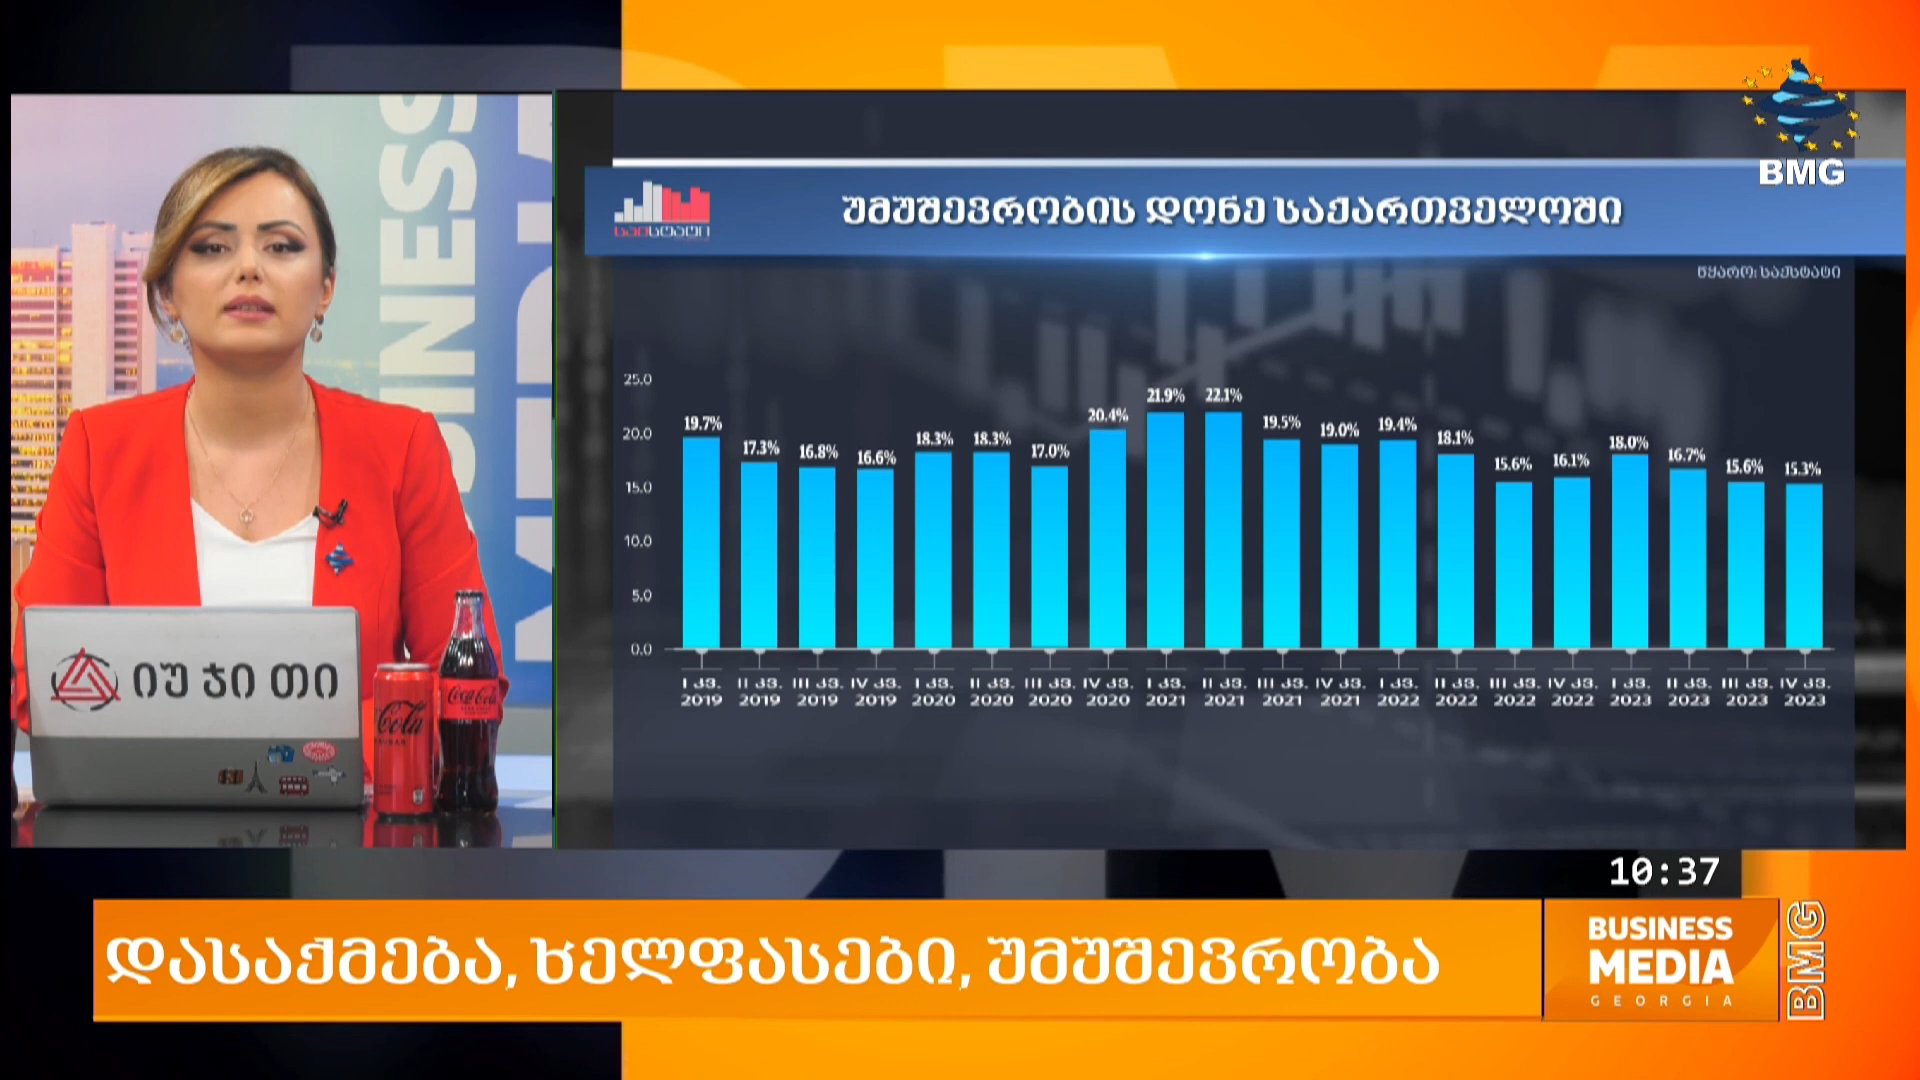 BUSINESS
BMG
საქსტატი
უმუშევრობის დონე საქართველოში
წყარო: საქსტატი
25.0
20.0
15.0
10.0
5.0
0.0
19.7%
17.3%
16.8%
16.6%
18.3%
18.3%
17.0%
20.4%
21.9%
22.1%
19.5%
19.0%
19.4%
18.1%
15.6%
16.1%
18.0%
16.7%
15.6%
15.3%
I კვ. II კვ. III კვ. IV კვ. I კვ. II კვ. III კვ. IV კვ. I კვ. II კვ. III კვ. IV კვ. I კვ. II კვ. III კვ. IV კვ. I კვ. II კვ. III კვ. IV კვ.
2019 2019 2019 2019 2020 2020 2020 2020 2021 2021 2021 2021 2022 2022 2022 2022 2023 2023 2023 2023
იუ ჯი თი
Coca-Cola
10:37
დასაქმება, ხელფასები, უმუშევრობა
BUSINESS
MEDIA
GEORGIA
BMG